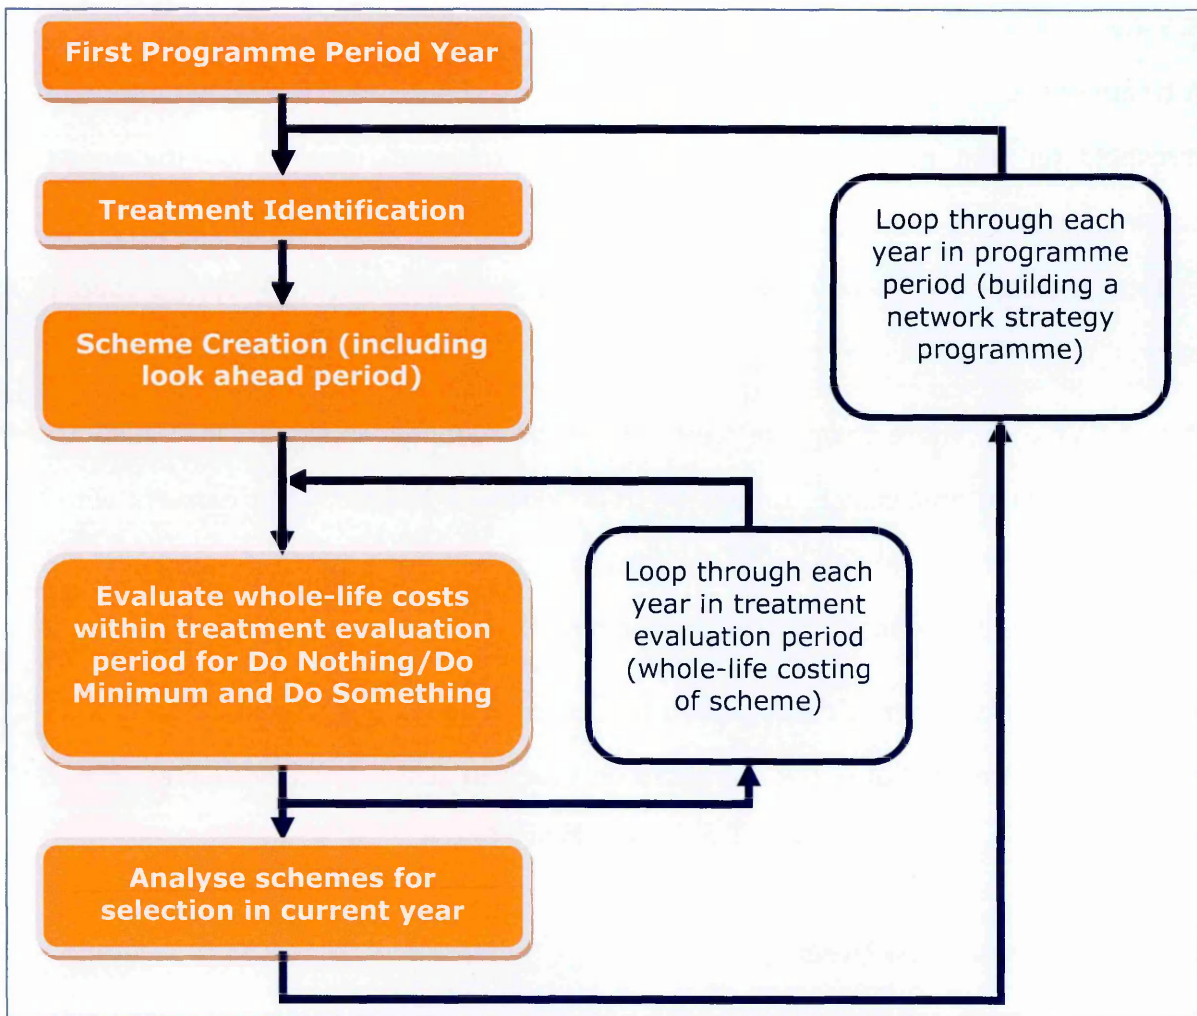 First Programme Period Year
Treatment Identification
Loop through each
year in programme
period (building a
network strategy
programme)
Scheme Creation (including
look ahead period)
Evaluate whole-life costs
within treatment evaluation
period for Do Nothing/Do
Minimum and Do Something
Loop through each
year in treatment
evaluation period
(whole-life costing
of scheme)
Analyse schemes for
selection in current year